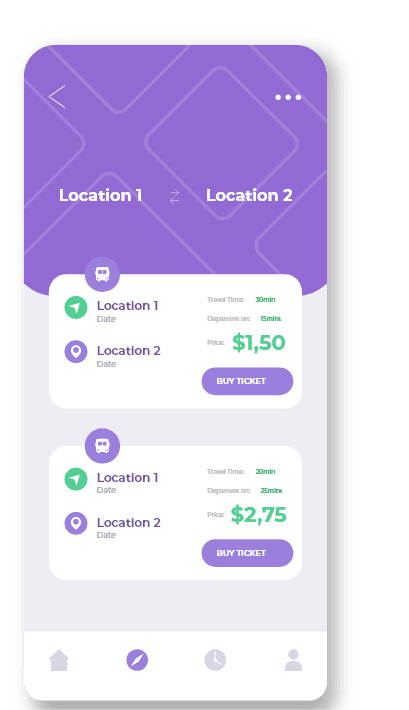 Location 1 Location 2
Location 1
Date
Travel Time: 30min
Departure on: 15mins
Location 2
Date
Price: $1,50
BUY TICKET
Location 1
Date
Travel Time: 20min
Departure on: 25mins
Location 2
Date
Price: $2,75
BUY TICKET